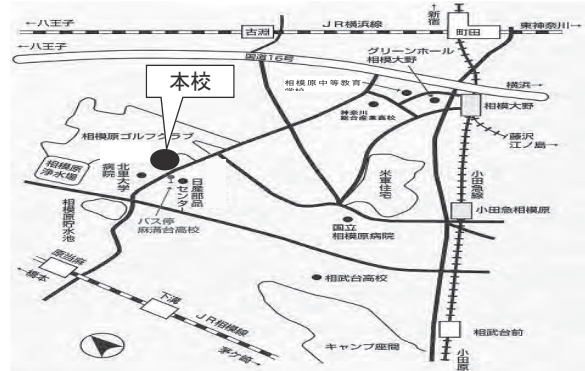 ←八王子
古淵
JR横浜線
↑新宿
町田
東神奈川→
←八王子
国道16号
グリーンホール
相模大野
横浜→
本校
相模原中等教育
学校
神奈川
総合産業高校
相模大野
相模原ゴルフクラブ
藤沢
江ノ島→
相模原
浄水場
北里大学
病院
日産部品
センター
米軍住宅
小田急線
バス停
麻溝台高校
相模原
貯水池
国立
相模原病院
小田急相模原
原当麻
←橋本
下溝
JR相模線
茅ヶ崎→
相武台高校
キャンプ座間
相武台前
小田原